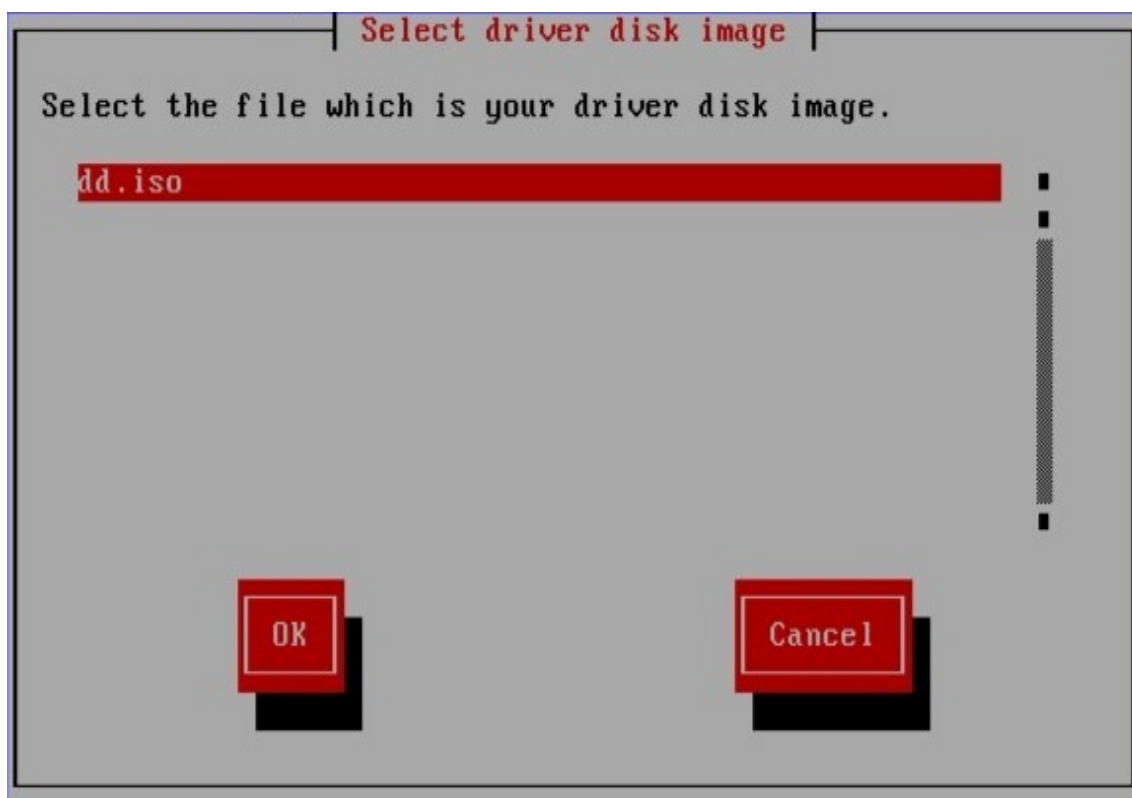 Select driver disk image
Select the file which is your driver disk image.
dd.iso
OK
Cancel